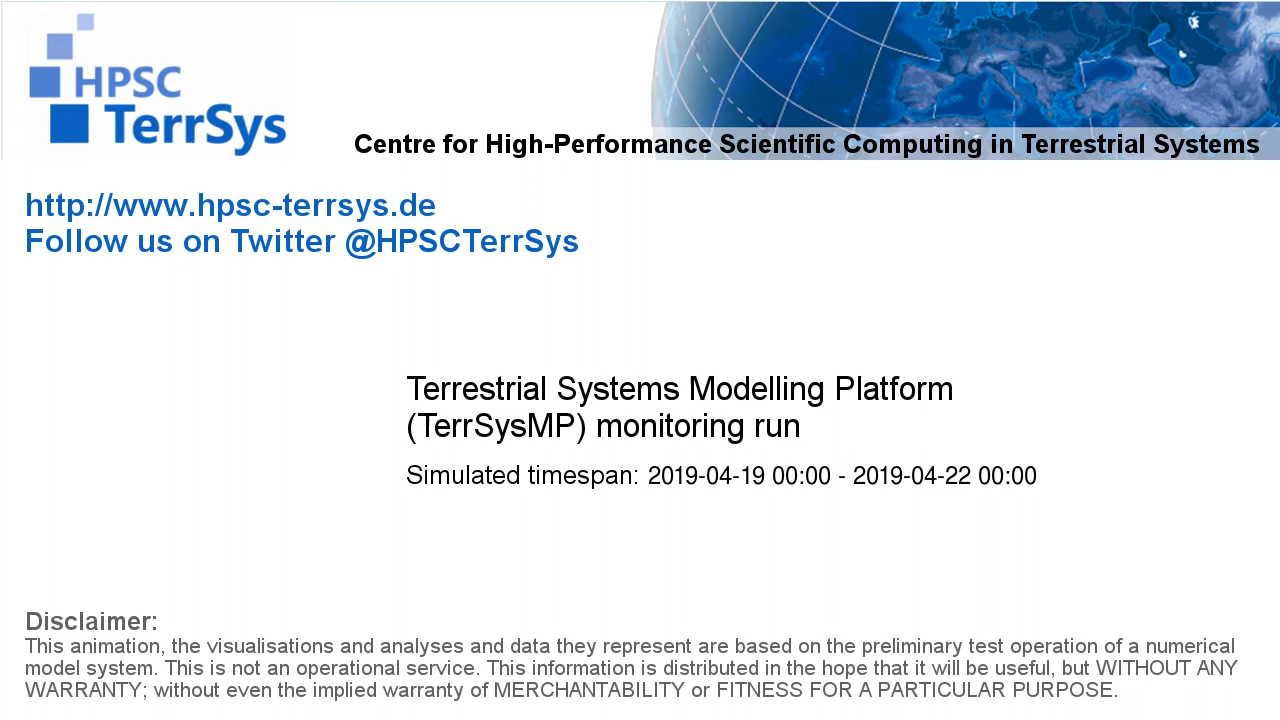 HPSC
TerrSys
Centre for High-Performance Scientific Computing in Terrestrial Systems
http://www.hpsc-terrsys.de
Follow us on Twitter @HPSCTerrSys
Terrestrial Systems Modelling Platform
(TerrSysMP) monitoring run
Simulated timespan: 2019-04-19 00:00 - 2019-04-22 00:00
Disclaimer:
This animation, the visualisations and analyses and data they represent are based on the preliminary test operation of a numerical
model system. This is not an operational service. This information is distributed in the hope that it will be useful, but WITHOUT ANY
WARRANTY; without even the implied warranty of MERCHANTABILITY or FITNESS FOR A PARTICULAR PURPOSE.